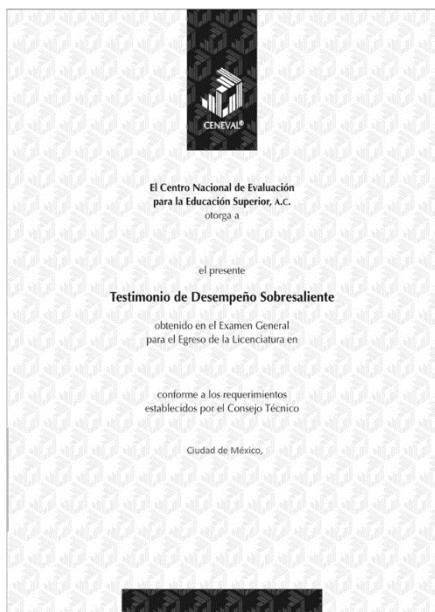 CENEVAL®
El Centro Nacional de Evaluación
para la Educación Superior, A.C.
otorga a
el presente
Testimonio de Desempeño Sobresaliente
obtenido en el Examen General
para el Egreso de la Licenciatura en
conforme a los requerimientos
establecidos por el Consejo Técnico
Ciudad de México,